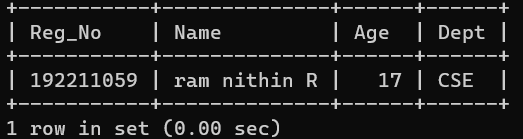 +-----------+--------------+------+------+
| Reg_No    | Name         | Age  | Dept |
+-----------+--------------+------+------+
| 192211059 | ram nithin R |   17 | CSE  |
+-----------+--------------+------+------+
1 row in set (0.00 sec)